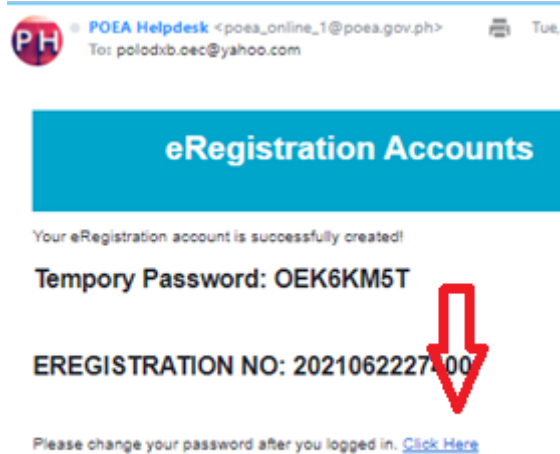 PH
POEA Helpdesk <poea_online_1@poea.gov.ph> Tue,
To: polodxb.oec@yahoo.com
eRegistration Accounts
Your eRegistration account is successfully created!
Tempory Password: OEK6KM5T
EREGISTRATION NO:
Please change your password after you logged in. Click Here